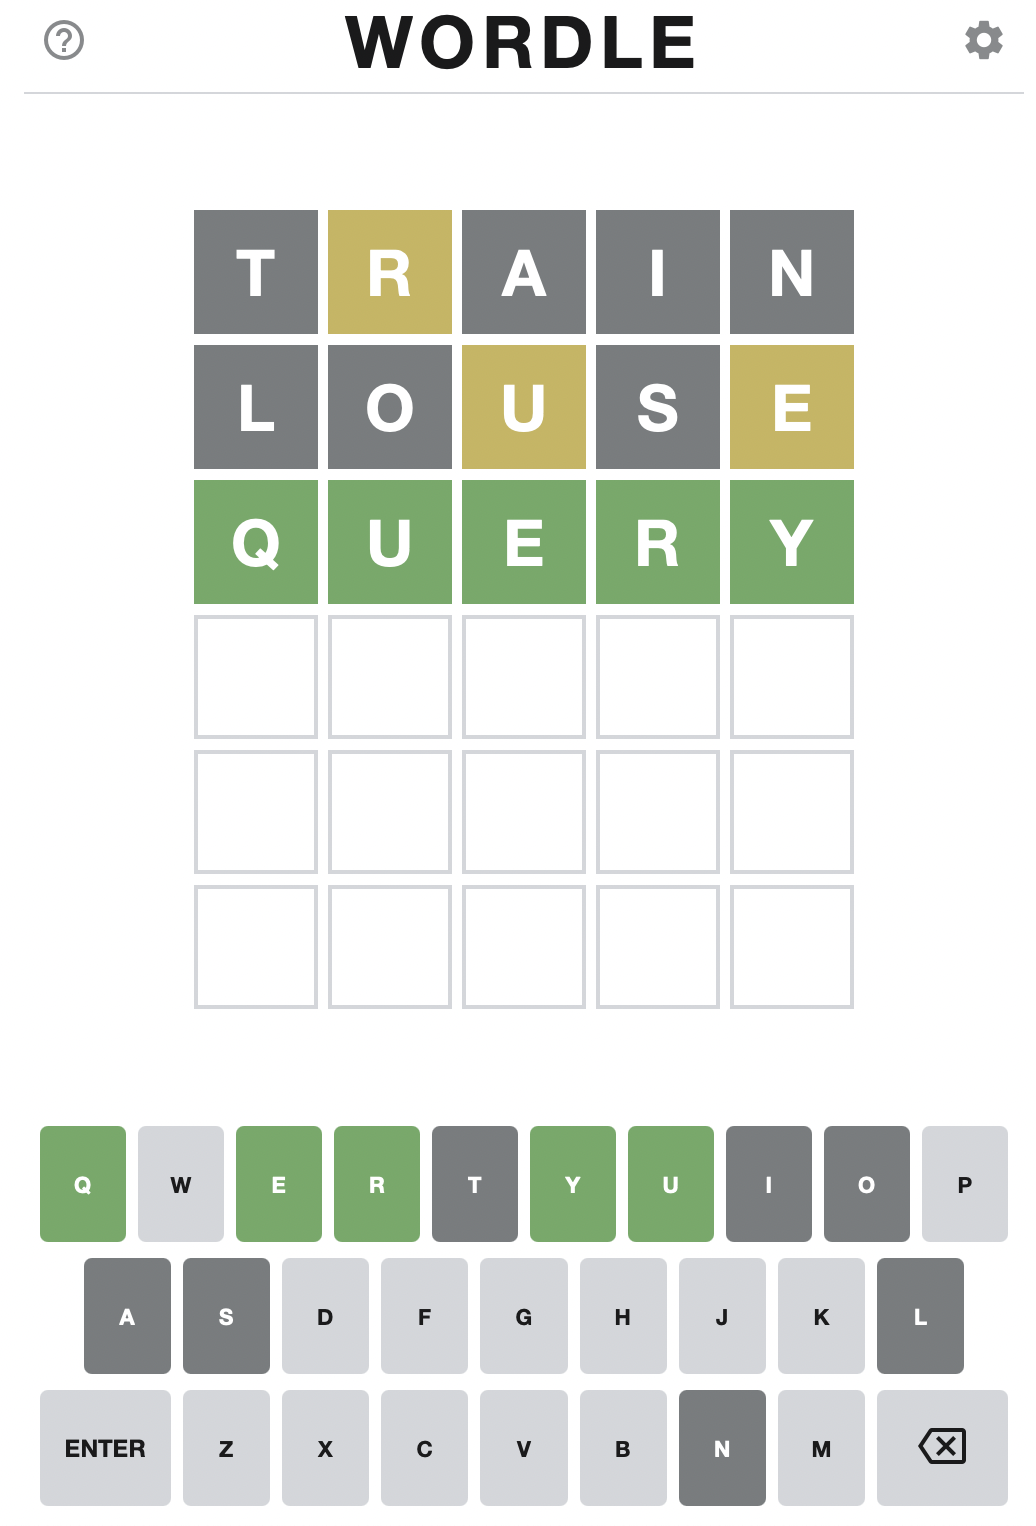 WORDLE
T R A I N
L O U S E
Q U E R Y
Q W E R T Y U I O P
A S D F G H J K L
ENTER Z X C V B N M